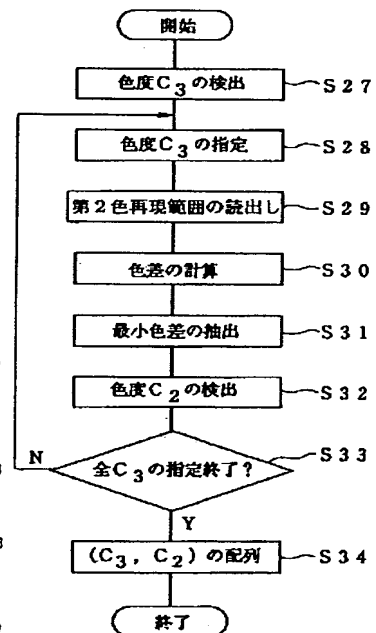 開始
色度C3の検出 S27
色度C3の指定 S28
第2色再現範囲の読出し S29
色差の計算 S30
最小色差の抽出 S31
色度C2の検出 S32
全C3の指定終了? S33
N
Y
(C3, C2)の配列 S34
終了